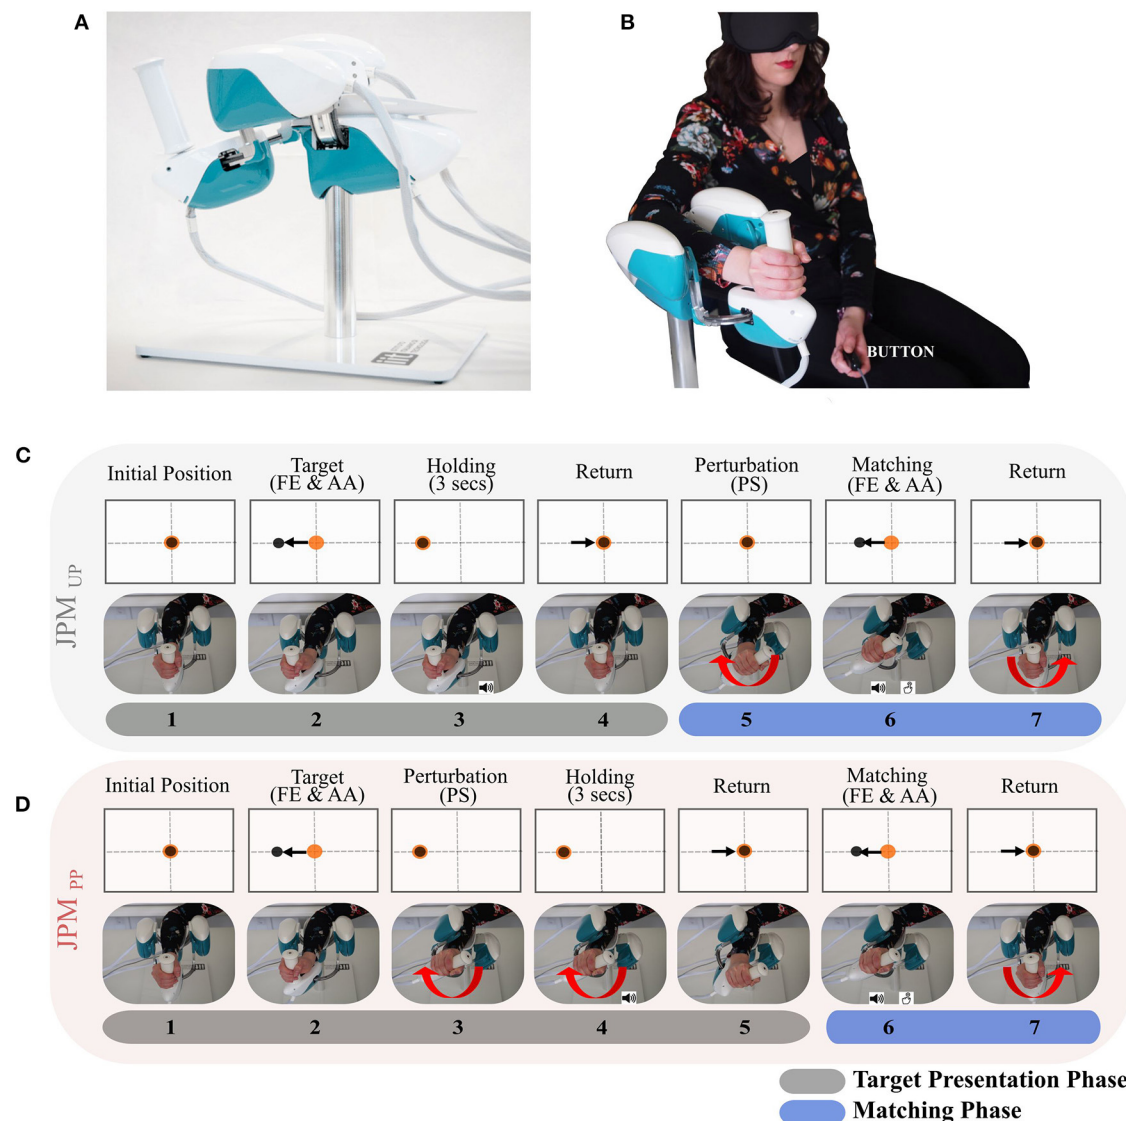 A
B
BUTTON
C
Initial Position
Target
(FE & AA)
Holding
(3 secs)
Return
Perturbation
(PS)
Matching
(FE & AA)
Return
JPM UP
1 2 3 4 5 6 7
D
Initial Position
Target
(FE & AA)
Perturbation
(PS)
Holding
(3 secs)
Return
Matching
(FE & AA)
Return
JPM PP
1 2 3 4 5 6 7
Target Presentation Phase
Matching Phase